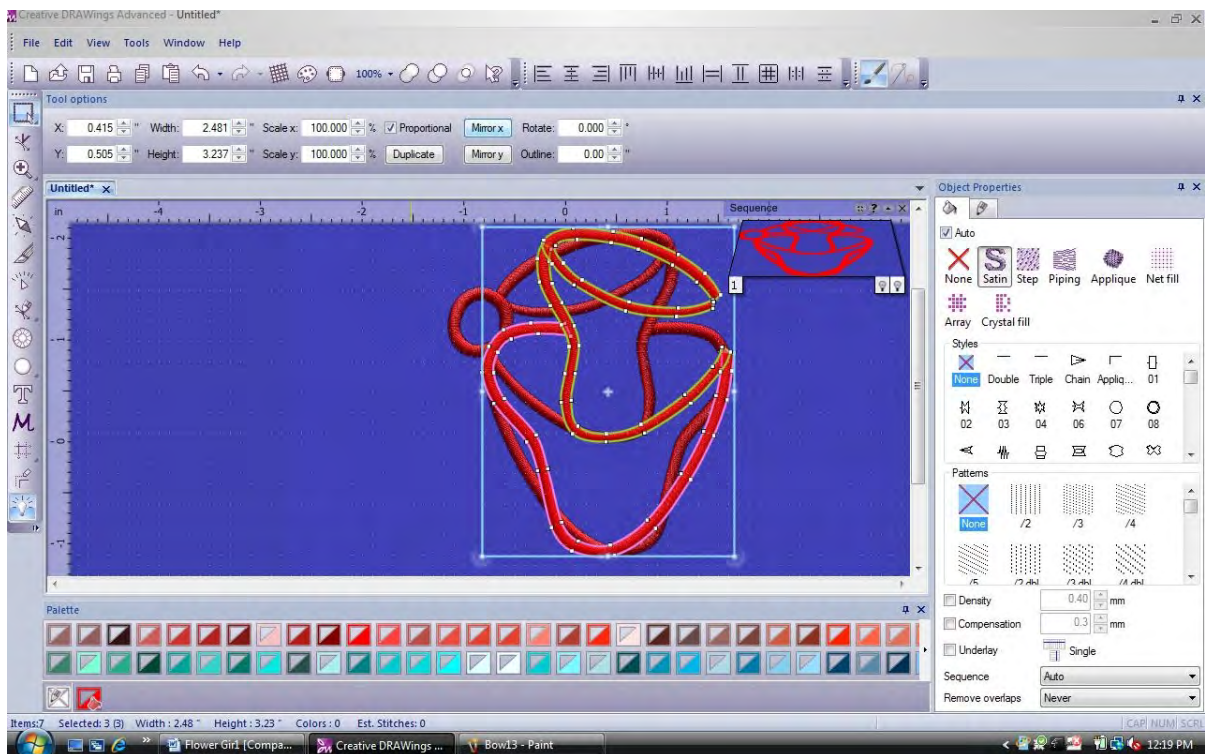 Creative DRAWings Advanced - Untitled*
File Edit View Tools Window Help
100%
Tool options
X: 0.415 " Width: 2.481 " Scale x: 100.000 % Proportional Mirror x Rotate: 0.000 °
Y: 0.505 " Height: 3.237 " Scale y: 100.000 % Duplicate Mirror y Outline: 0.00 "
Untitled* x
Object Properties
in -4 -3 -2 -1 0 1
Sequence
Auto
-2
1
None Satin Step Piping Applique Net fill
Array Crystal fill
-1
Styles
None Double Triple Chain Appliq... 01
02 03 04 06 07 08
-0
Patterns
None /2 /3 /4
-1
/5 /2 dbl /3 dbl /4 dbl
Palette
Density 0.40 mm
Compensation 0.3 mm
Underlay Single
Sequence Auto
Remove overlaps Never
Items:7 Selected: 3 (3) Width : 2.48 " Height : 3.23 " Colors : 0 Est. Stitches: 0
CAP NUM SCRL
Flower Girl [Compa... Creative DRAWings ... Bow13 - Paint 12:19 PM